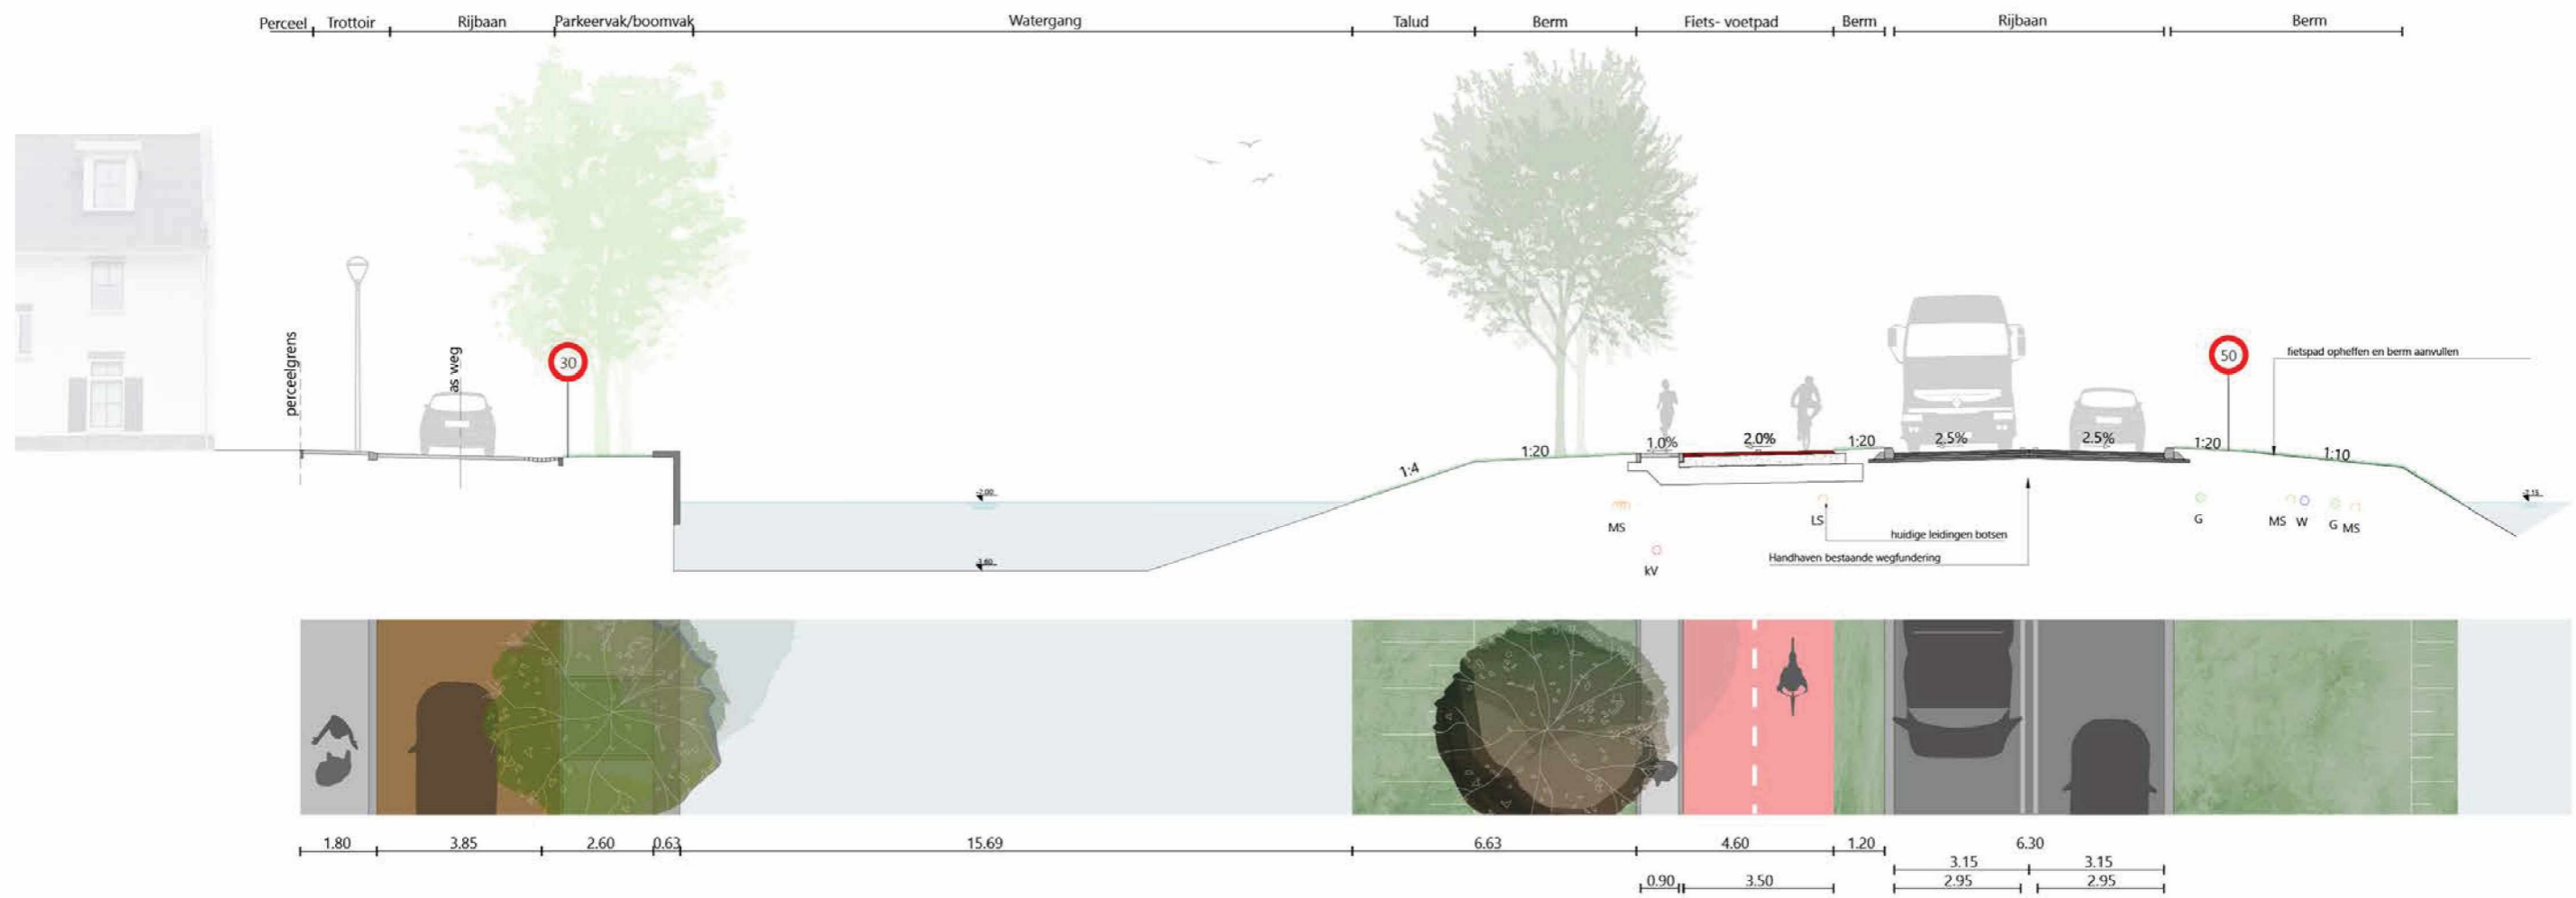 Perceel Trottoir Rijbaan Parkeervak/boomvak Watergang Talud Berm Fiets- voetpad Berm Rijbaan Berm
perceelgrens
as weg
30
50
fietspad opheffen en berm aanvullen
1:4
1:20
1.0%
2.0%
1:20
2.5%
2.5%
1:20
1:10
-2.00
-2.15
MS
LS
G
MS W
G MS
huidige leidingen botsen
Handhaven bestaande wegfundering
kV
1.80 3.85 2.60 0.63 15.69 6.63 4.60 1.20 6.30
3.15 3.15
0.90 3.50 2.95 2.95